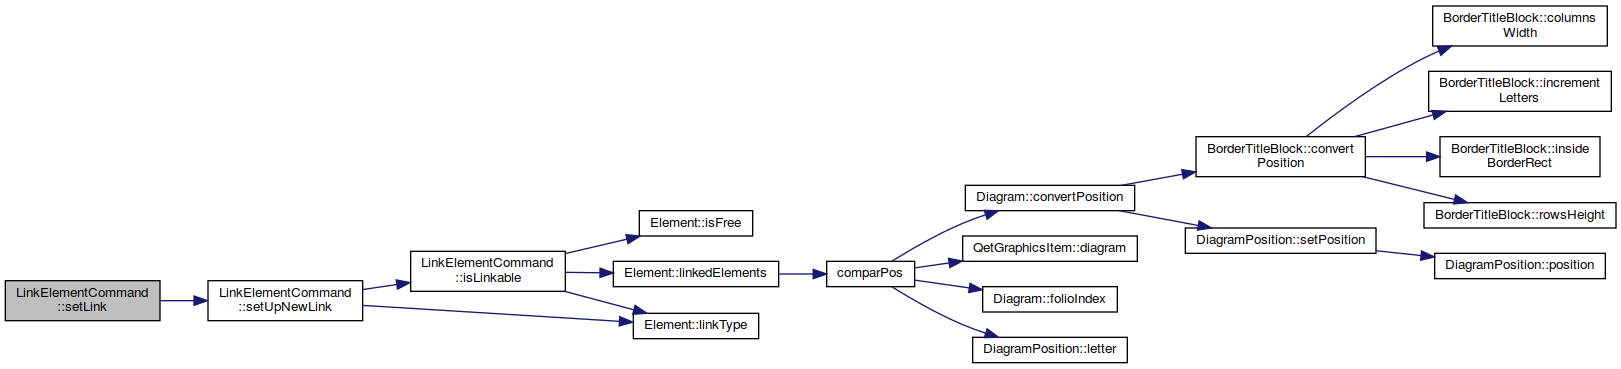 LinkElementCommand
::setLink
LinkElementCommand
::setUpNewLink
LinkElementCommand
::isLinkable
Element::isFree
Element::linkedElements
Element::linkType
comparPos
Diagram::convertPosition
QetGraphicsItem::diagram
Diagram::folioIndex
DiagramPosition::letter
BorderTitleBlock::convert
Position
DiagramPosition::setPosition
BorderTitleBlock::columns
Width
BorderTitleBlock::increment
Letters
BorderTitleBlock::inside
BorderRect
BorderTitleBlock::rowsHeight
DiagramPosition::position